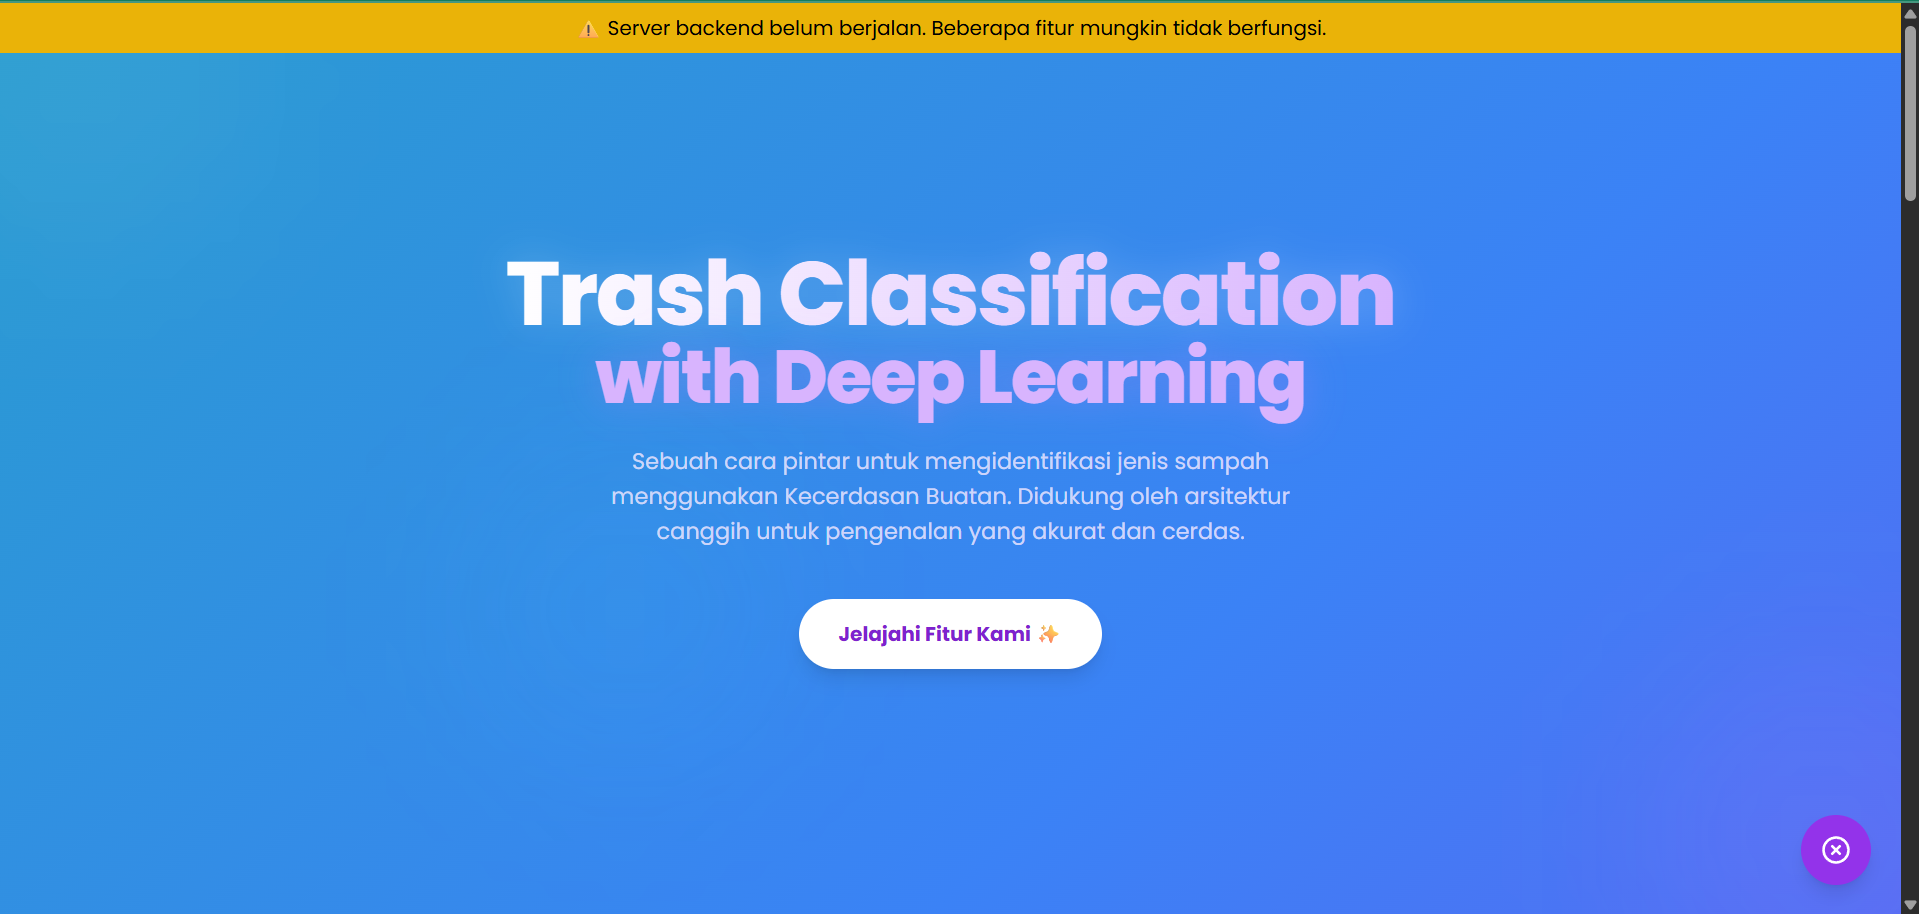 ⚠️ Server backend belum berjalan. Beberapa fitur mungkin tidak berfungsi.
Trash Classification
with Deep Learning
Sebuah cara pintar untuk mengidentifikasi jenis sampah
menggunakan Kecerdasan Buatan. Didukung oleh arsitektur
canggih untuk pengenalan yang akurat dan cerdas.
Jelajahi Fitur Kami ✨